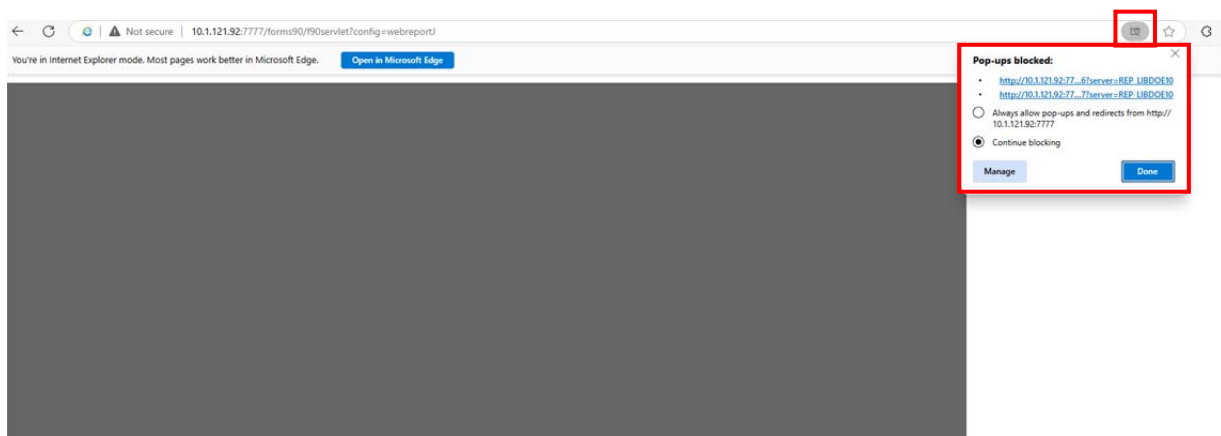 Not secure 10.1.121.92:7777/forms90/f90servlet?config=webreportJ
You're in Internet Explorer mode. Most pages work better in Microsoft Edge. Open in Microsoft Edge
Pop-ups blocked:
http://10.1.121.92:77...6?server=REP_LIBDOE10
http://10.1.121.92:77...7?server=REP_LIBDOE10
Always allow pop-ups and redirects from http://
10.1.121.92:7777
Continue blocking
Manage Done